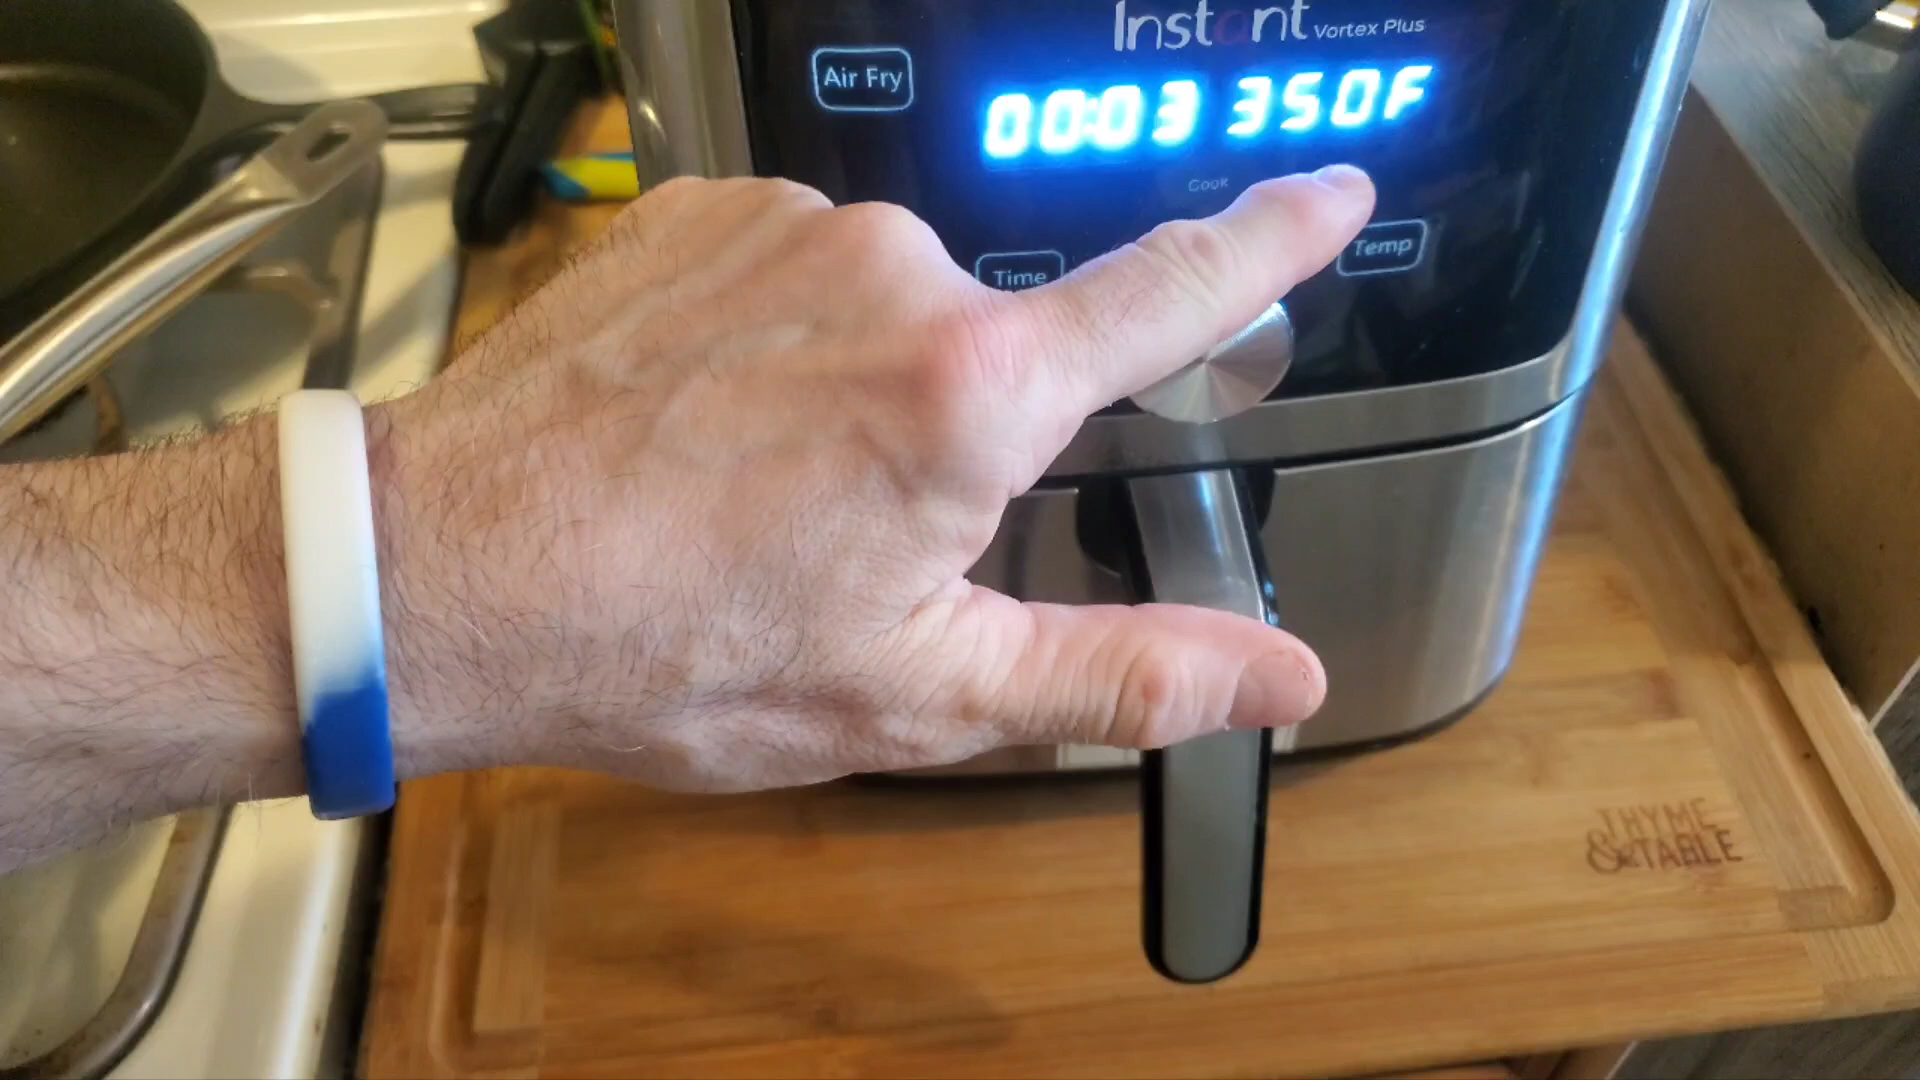 Instant Vortex Plus
Air Fry
00:03 350F
Cook
Time
Temp
THYME
&TABLE